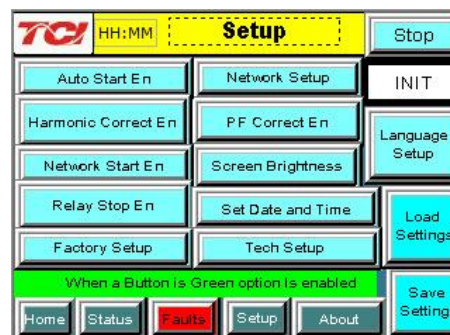 TCI HH:MM Setup Stop
Auto Start En Network Setup INIT
Harmonic Correct En PF Correct En
Language
Setup
Network Start En Screen Brightness
Relay Stop En Set Date and Time
Load
Settings
Factory Setup Tech Setup
When a Button is Green option Is enabled
Save
Setting
Home Status Faults Setup About